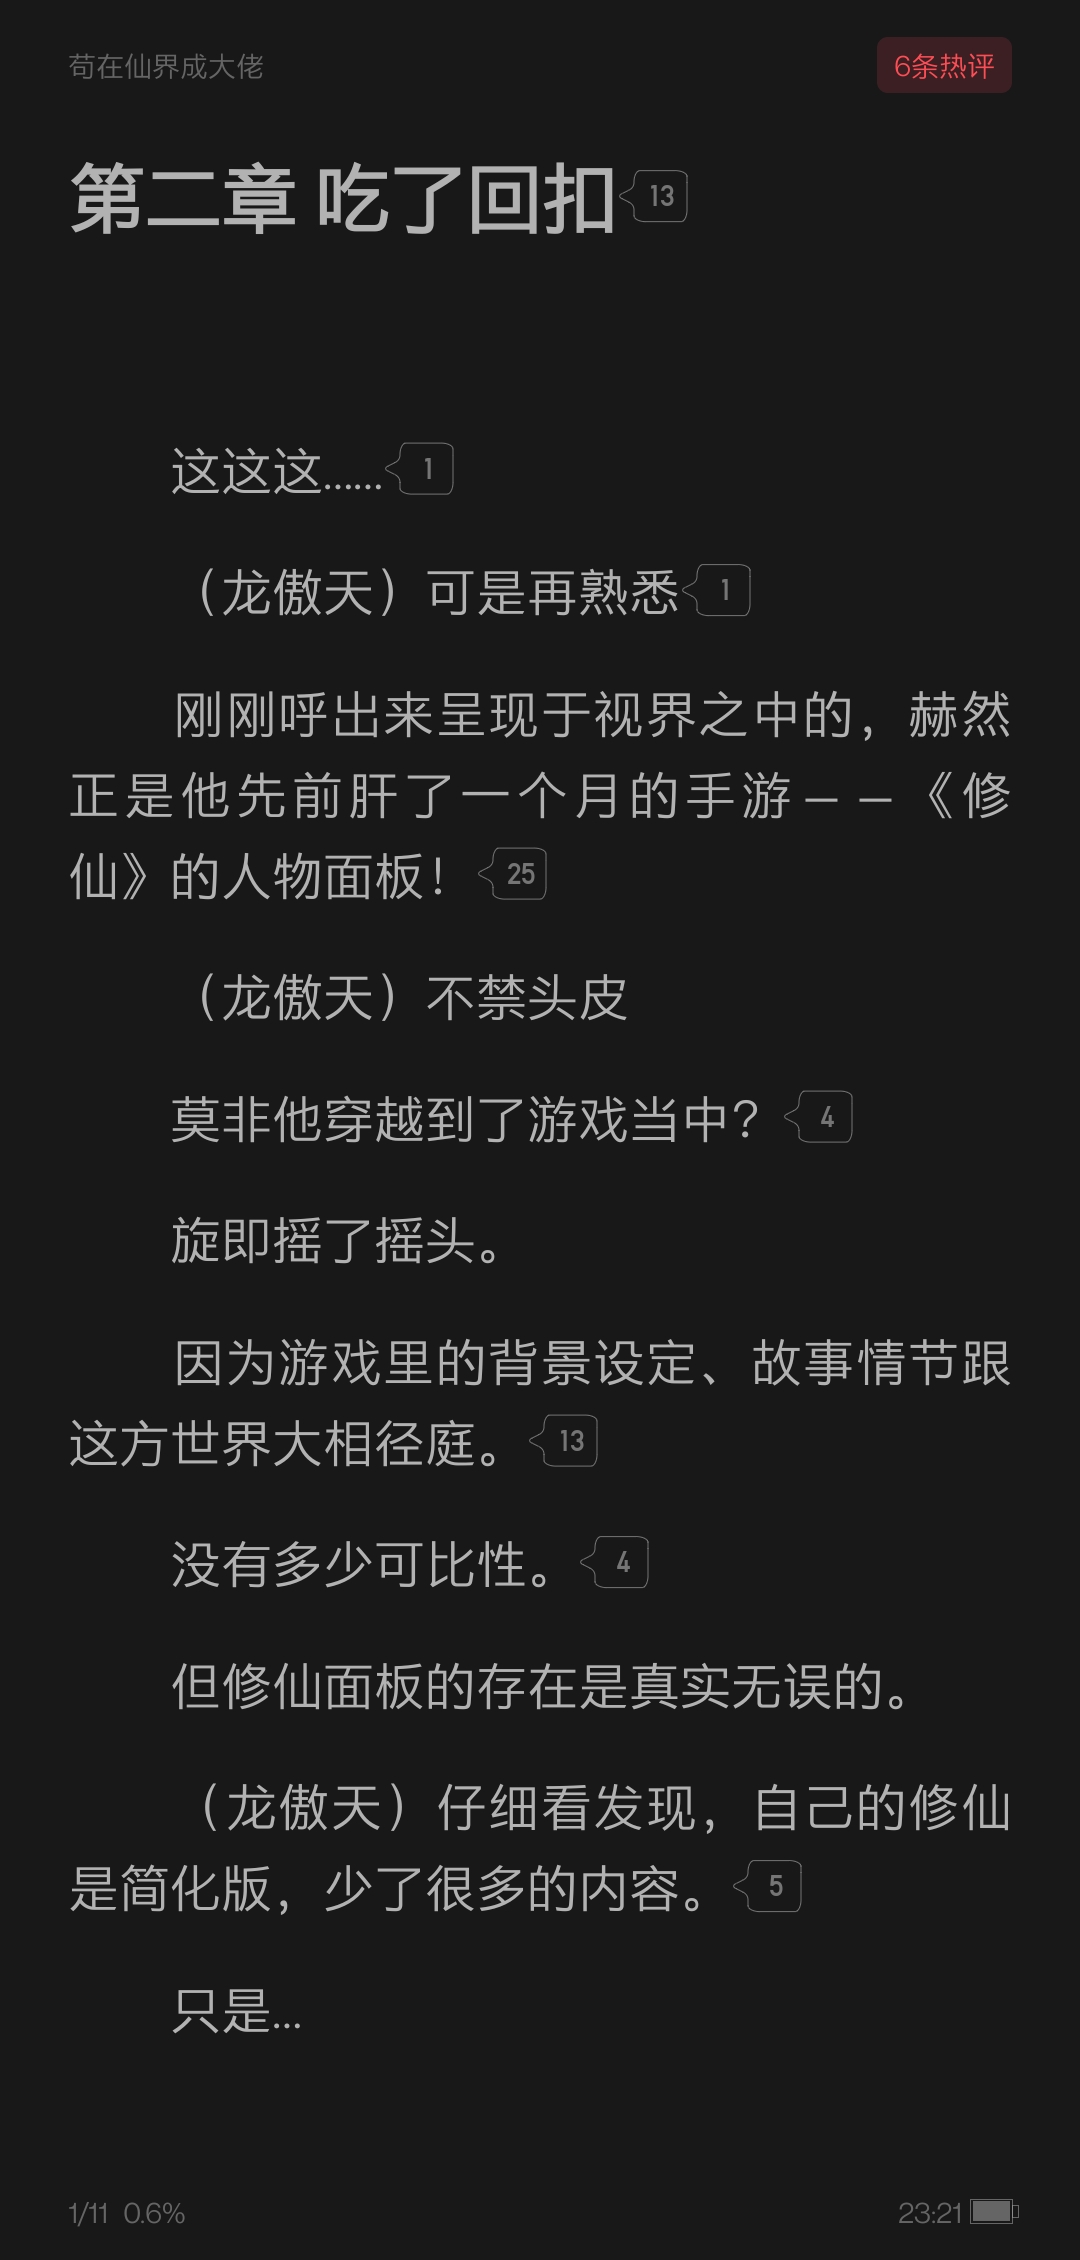 苟在仙界成大佬
6条热评
第二章 吃了回扣 13
这这这…… 1
（龙傲天）可是再熟悉 1
刚刚呼出来呈现于视界之中的，赫然
正是他先前肝了一个月的手游——《修
仙》的人物面板！ 25
（龙傲天）不禁头皮
莫非他穿越到了游戏当中？ 4
旋即摇了摇头。
因为游戏里的背景设定、故事情节跟
这方世界大相径庭。 13
没有多少可比性。 4
但修仙面板的存在是真实无误的。
（龙傲天）仔细看发现，自己的修仙
是简化版，少了很多的内容。 5
只是...
1/11 0.6%
23:21